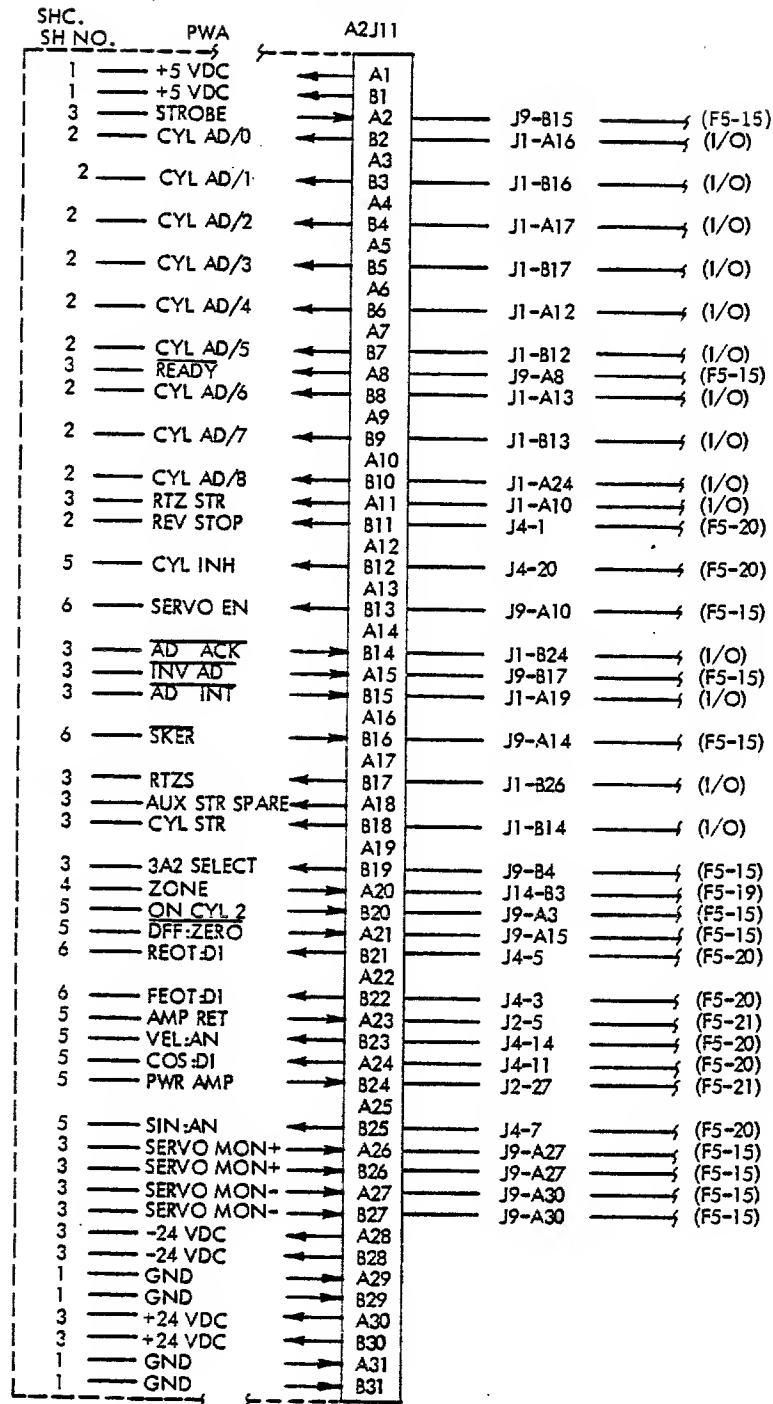 SHC.
SH NO. PWA A2J11
1 +5 VDC A1
1 +5 VDC B1
3 STROBE A2 J9-B15 (F5-15)
2 CYL AD/0 B2 J1-A16 (I/O)
A3
2 CYL AD/1 B3 J1-B16 (I/O)
A4
2 CYL AD/2 B4 J1-A17 (I/O)
A5
2 CYL AD/3 B5 J1-B17 (I/O)
A6
2 CYL AD/4 B6 J1-A12 (I/O)
A7
2 CYL AD/5 B7 J1-B12 (I/O)
3 READY A8 J9-A8 (F5-15)
2 CYL AD/6 B8 J1-A13 (I/O)
A9
2 CYL AD/7 B9 J1-B13 (I/O)
A10
2 CYL AD/8 B10 J1-A24 (I/O)
3 RTZ STR A11 J1-A10 (I/O)
2 REV STOP B11 J4-1 (F5-20)
A12
5 CYL INH B12 J4-20 (F5-20)
A13
6 SERVO EN B13 J9-A10 (F5-15)
A14
3 AD ACK B14 J1-B24 (I/O)
3 INV AD A15 J9-B17 (F5-15)
3 AD INT B15 J1-A19 (I/O)
A16
6 SKER B16 J9-A14 (F5-15)
A17
3 RTZS B17 J1-B26 (I/O)
3 AUX STR SPARE A18
3 CYL STR B18 J1-B14 (I/O)
A19
3 3A2 SELECT B19 J9-B4 (F5-15)
4 ZONE A20 J14-B3 (F5-19)
5 ON CYL 2 B20 J9-A3 (F5-15)
5 DFF:ZERO A21 J9-A15 (F5-15)
6 REOT:DI B21 J4-5 (F5-20)
A22
6 FEOT:DI B22 J4-3 (F5-20)
5 AMP RET A23 J2-5 (F5-21)
5 VEL:AN B23 J4-14 (F5-20)
5 COS:DI A24 J4-11 (F5-20)
5 PWR AMP B24 J2-27 (F5-21)
A25
5 SIN:AN B25 J4-7 (F5-20)
3 SERVO MON+ A26 J9-A27 (F5-15)
3 SERVO MON+ B26 J9-A27 (F5-15)
3 SERVO MON- A27 J9-A30 (F5-15)
3 SERVO MON- B27 J9-A30 (F5-15)
3 -24 VDC A28
3 -24 VDC B28
1 GND A29
1 GND B29
3 +24 VDC A30
3 +24 VDC B30
1 GND A31
1 GND B31